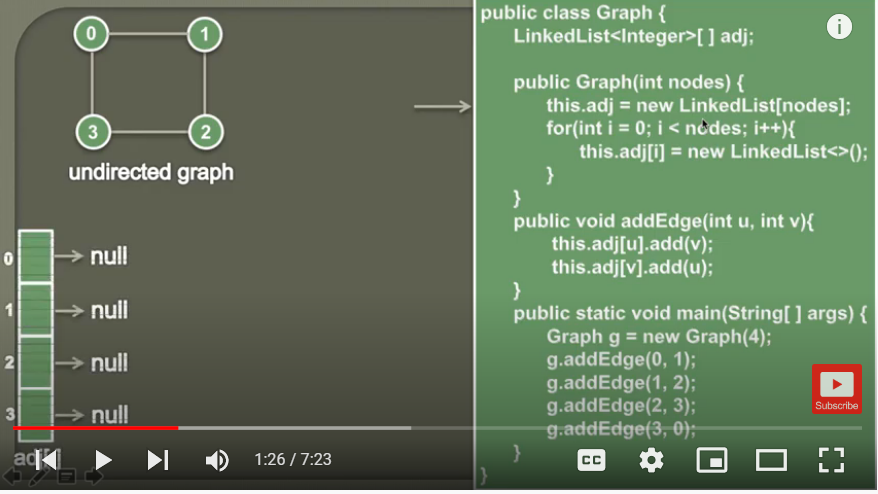 0
1
3
2
undirected graph
0
null
1
null
2
null
3
null
public class Graph {
LinkedList<Integer>[ ] adj;
public Graph(int nodes) {
this.adj = new LinkedList[nodes];
for(int i = 0; i < nodes; i++){
this.adj[i] = new LinkedList<>();
}
}
public void addEdge(int u, int v){
this.adj[u].add(v);
this.adj[v].add(u);
}
public static void main(String[ ] args) {
Graph g = new Graph(4);
g.addEdge(0, 1);
g.addEdge(1, 2);
g.addEdge(2, 3);
g.addEdge(3, 0);
}
}
i
Subscribe
1:26 / 7:23
CC